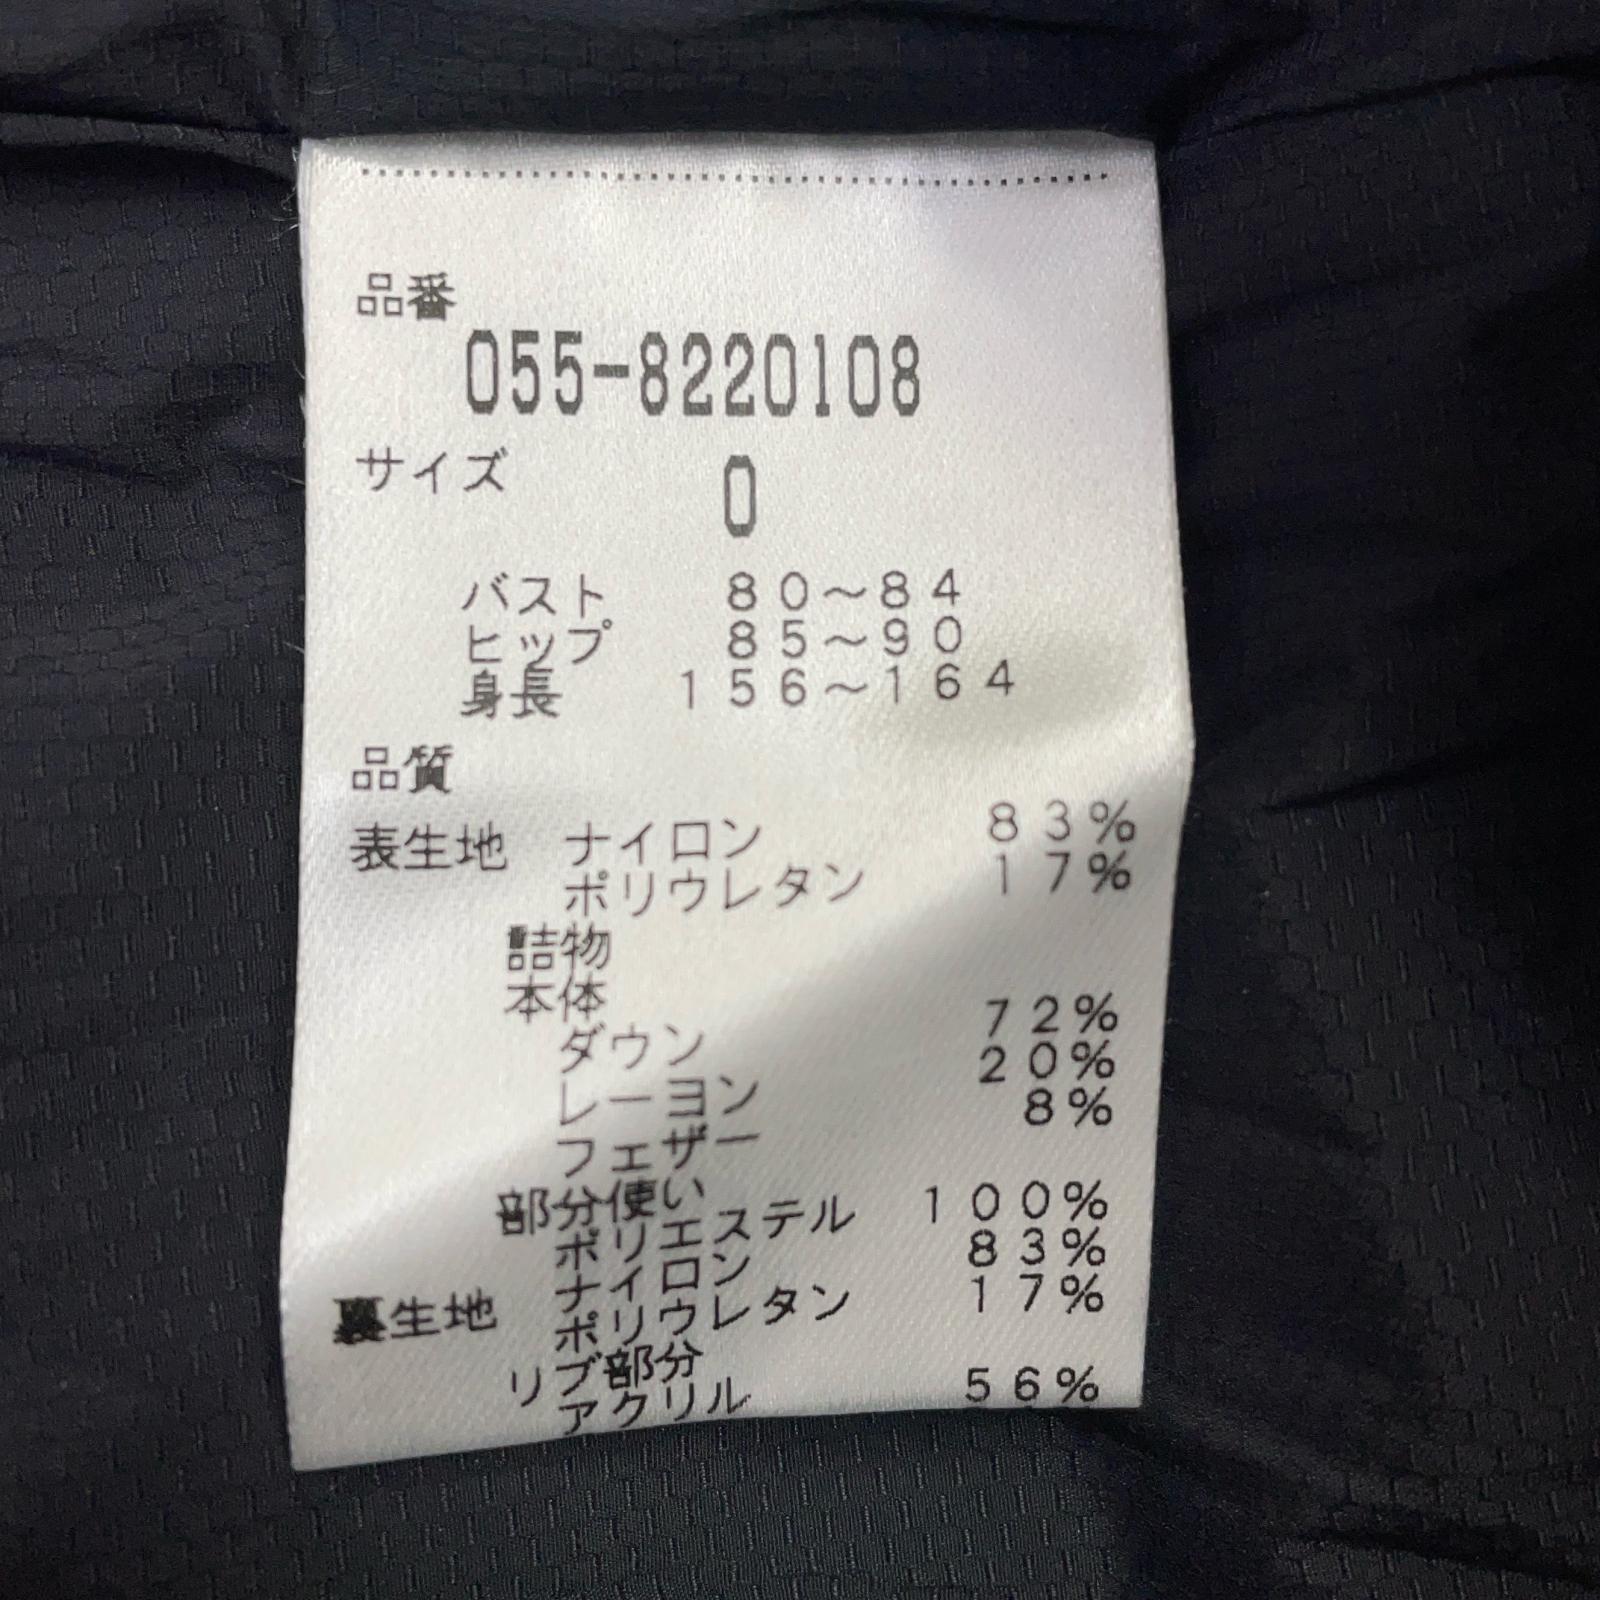 品番
055-8220108
サイズ 0
バスト 80～84
ヒップ 85～90
身長 156～164
品質
表生地 ナイロン 83%
ポリウレタン 17%
詰物
本体
ダウン 72%
レーヨン 20%
フェザー 8%
部分使い
ポリエステル 100%
裏生地 ナイロン 83%
ポリウレタン 17%
リブ部分
アクリル 56%